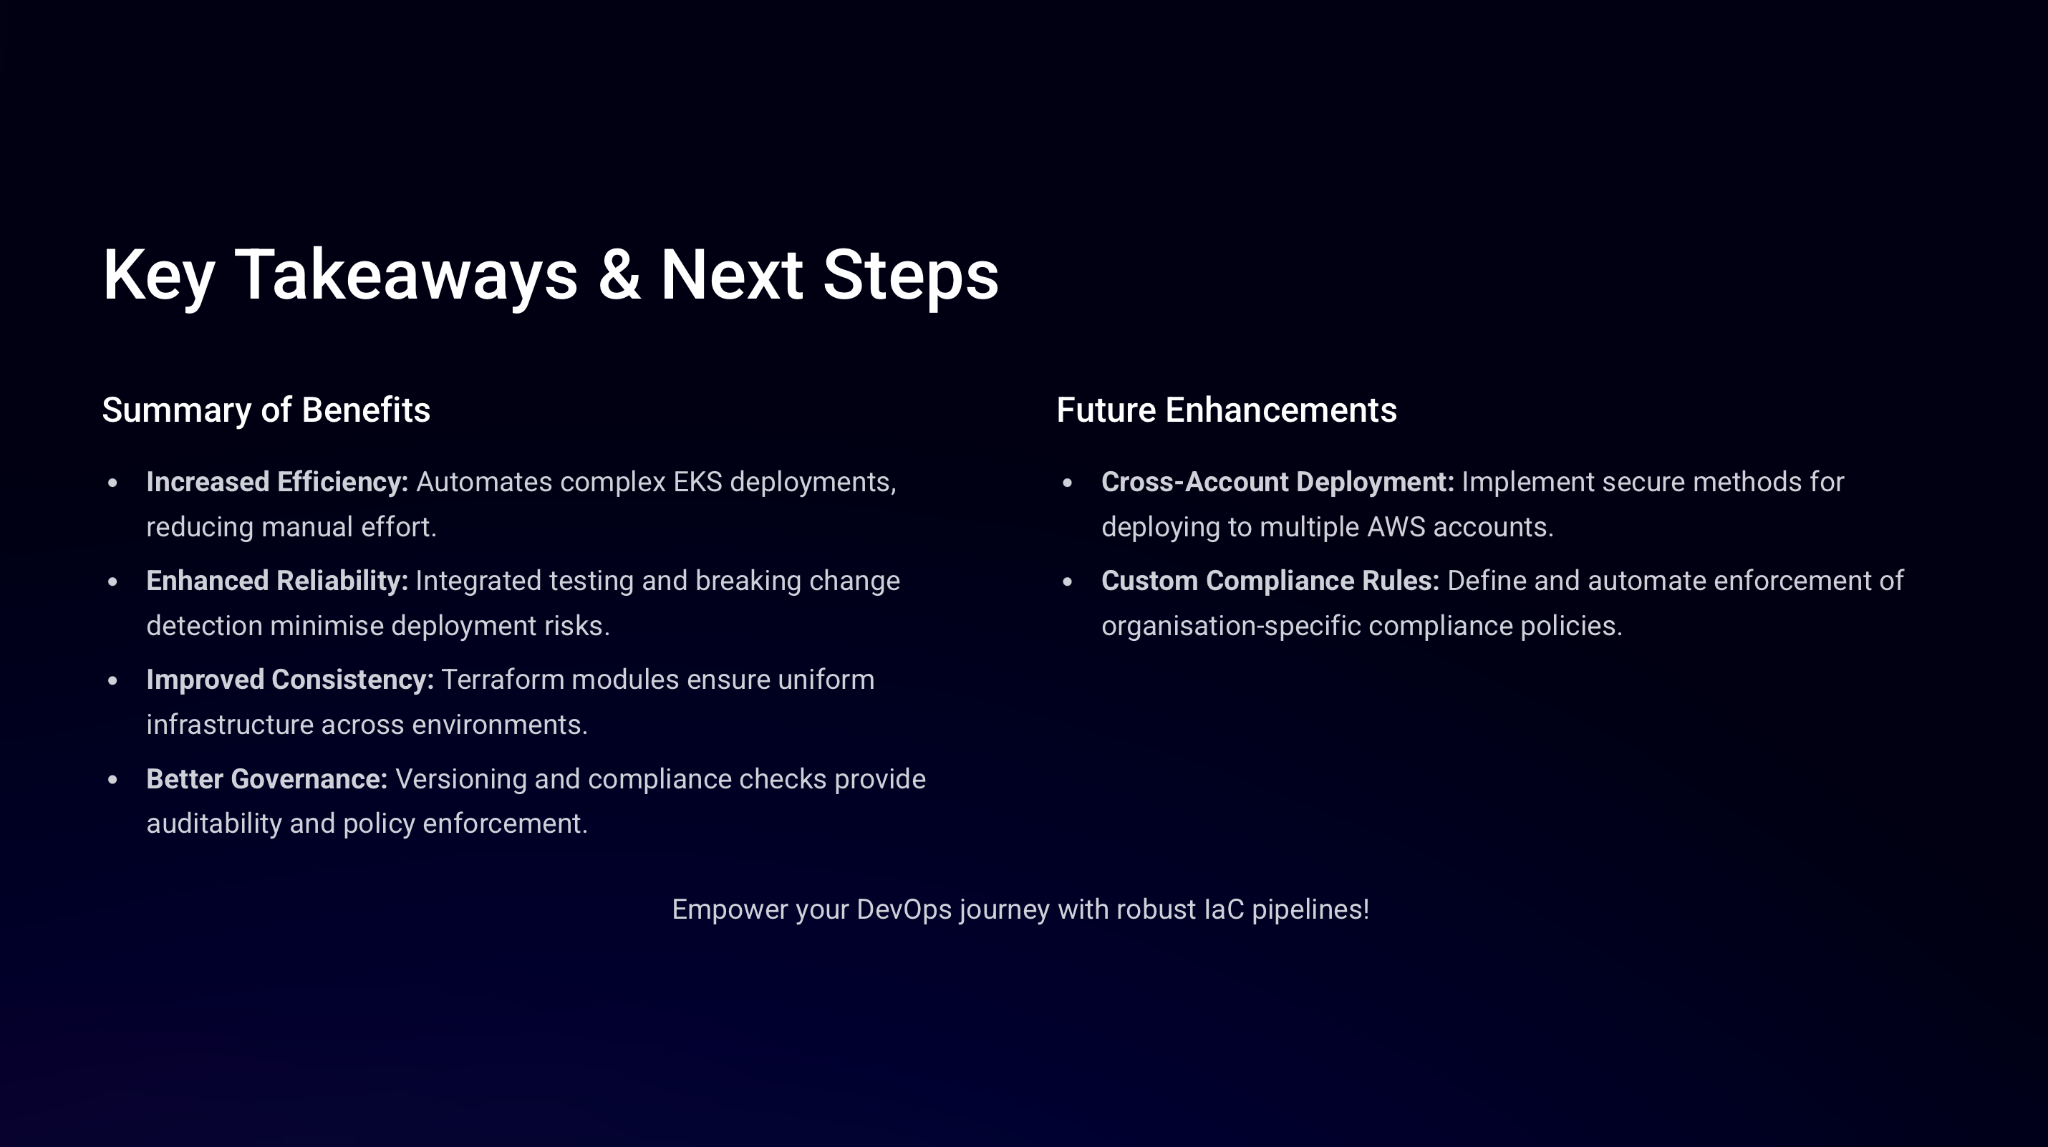 Key Takeaways & Next Steps
Summary of Benefits
• Increased Efficiency: Automates complex EKS deployments,
reducing manual effort.
• Enhanced Reliability: Integrated testing and breaking change
detection minimise deployment risks.
• Improved Consistency: Terraform modules ensure uniform
infrastructure across environments.
• Better Governance: Versioning and compliance checks provide
auditability and policy enforcement.
Future Enhancements
• Cross-Account Deployment: Implement secure methods for
deploying to multiple AWS accounts.
• Custom Compliance Rules: Define and automate enforcement of
organisation-specific compliance policies.
Empower your DevOps journey with robust IaC pipelines!